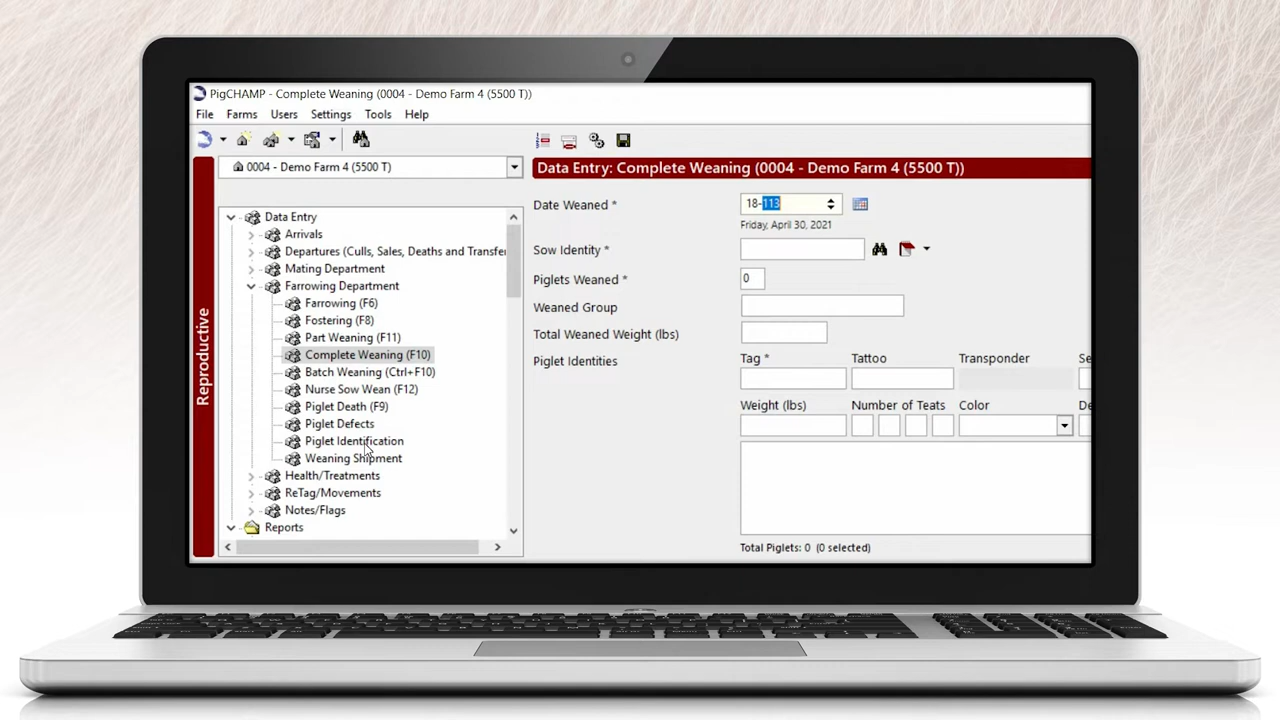 PigCHAMP - Complete Weaning (0004 - Demo Farm 4 (5500 T))
File Farms Users Settings Tools Help
0004 - Demo Farm 4 (5500 T)
Data Entry: Complete Weaning (0004 - Demo Farm 4 (5500 T))
Reproductive
Data Entry
Arrivals
Departures (Culls, Sales, Deaths and Transfer
Mating Department
Farrowing Department
Farrowing (F6)
Fostering (F8)
Part Weaning (F11)
Complete Weaning (F10)
Batch Weaning (Ctrl+F10)
Nurse Sow Wean (F12)
Piglet Death (F9)
Piglet Defects
Piglet Identification
Weaning Shipment
Health/Treatments
ReTag/Movements
Notes/Flags
Reports
Date Weaned * 18-113
Friday, April 30, 2021
Sow Identity *
Piglets Weaned * 0
Weaned Group
Total Weaned Weight (lbs)
Piglet Identities Tag * Tattoo Transponder Se
Weight (lbs) Number of Teats Color De
Total Piglets: 0 (0 selected)